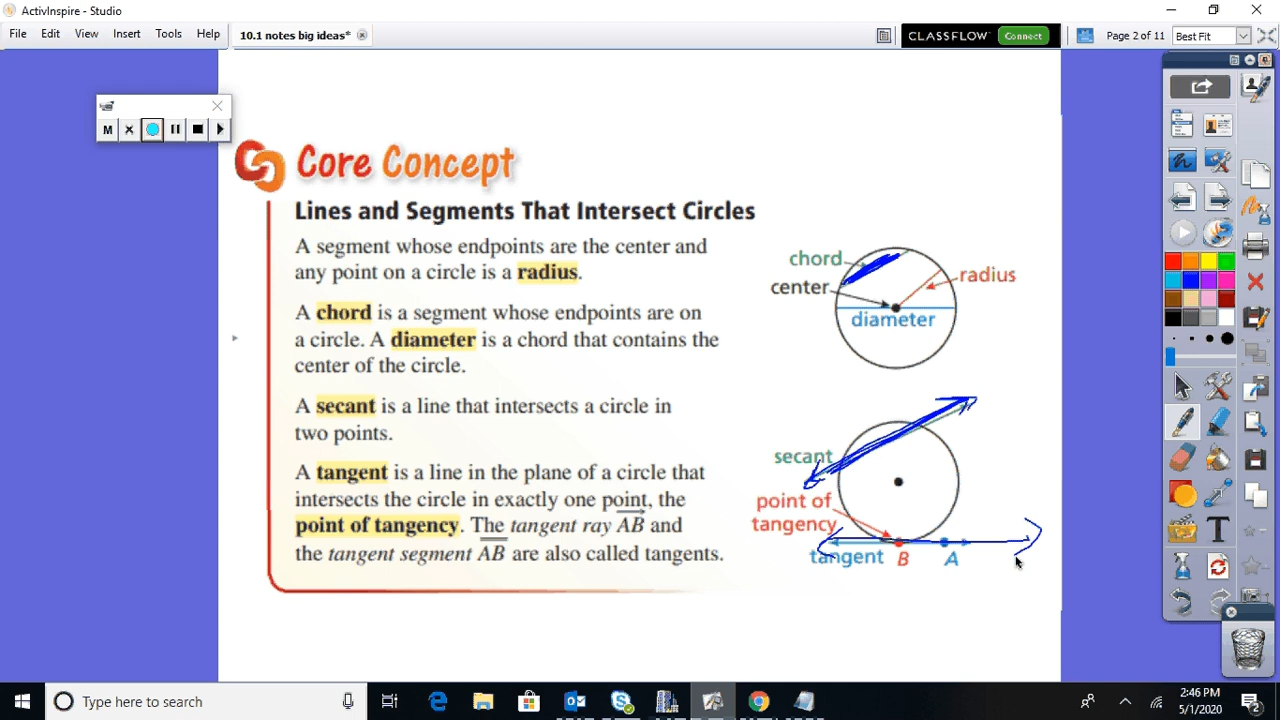 ActivInspire - Studio
File Edit View Insert Tools Help
10.1 notes big ideas*
CLASSFLOW Connect
Page 2 of 11
Best Fit
M
Core Concept
Lines and Segments That Intersect Circles
A segment whose endpoints are the center and
any point on a circle is a radius.
A chord is a segment whose endpoints are on
a circle. A diameter is a chord that contains the
center of the circle.
A secant is a line that intersects a circle in
two points.
A tangent is a line in the plane of a circle that
intersects the circle in exactly one point, the
point of tangency. The tangent ray AB and
the tangent segment AB are also called tangents.
chord
center
radius
diameter
secant
point of
tangency
tangent B A
T
Type here to search
2:46 PM
5/1/2020
2